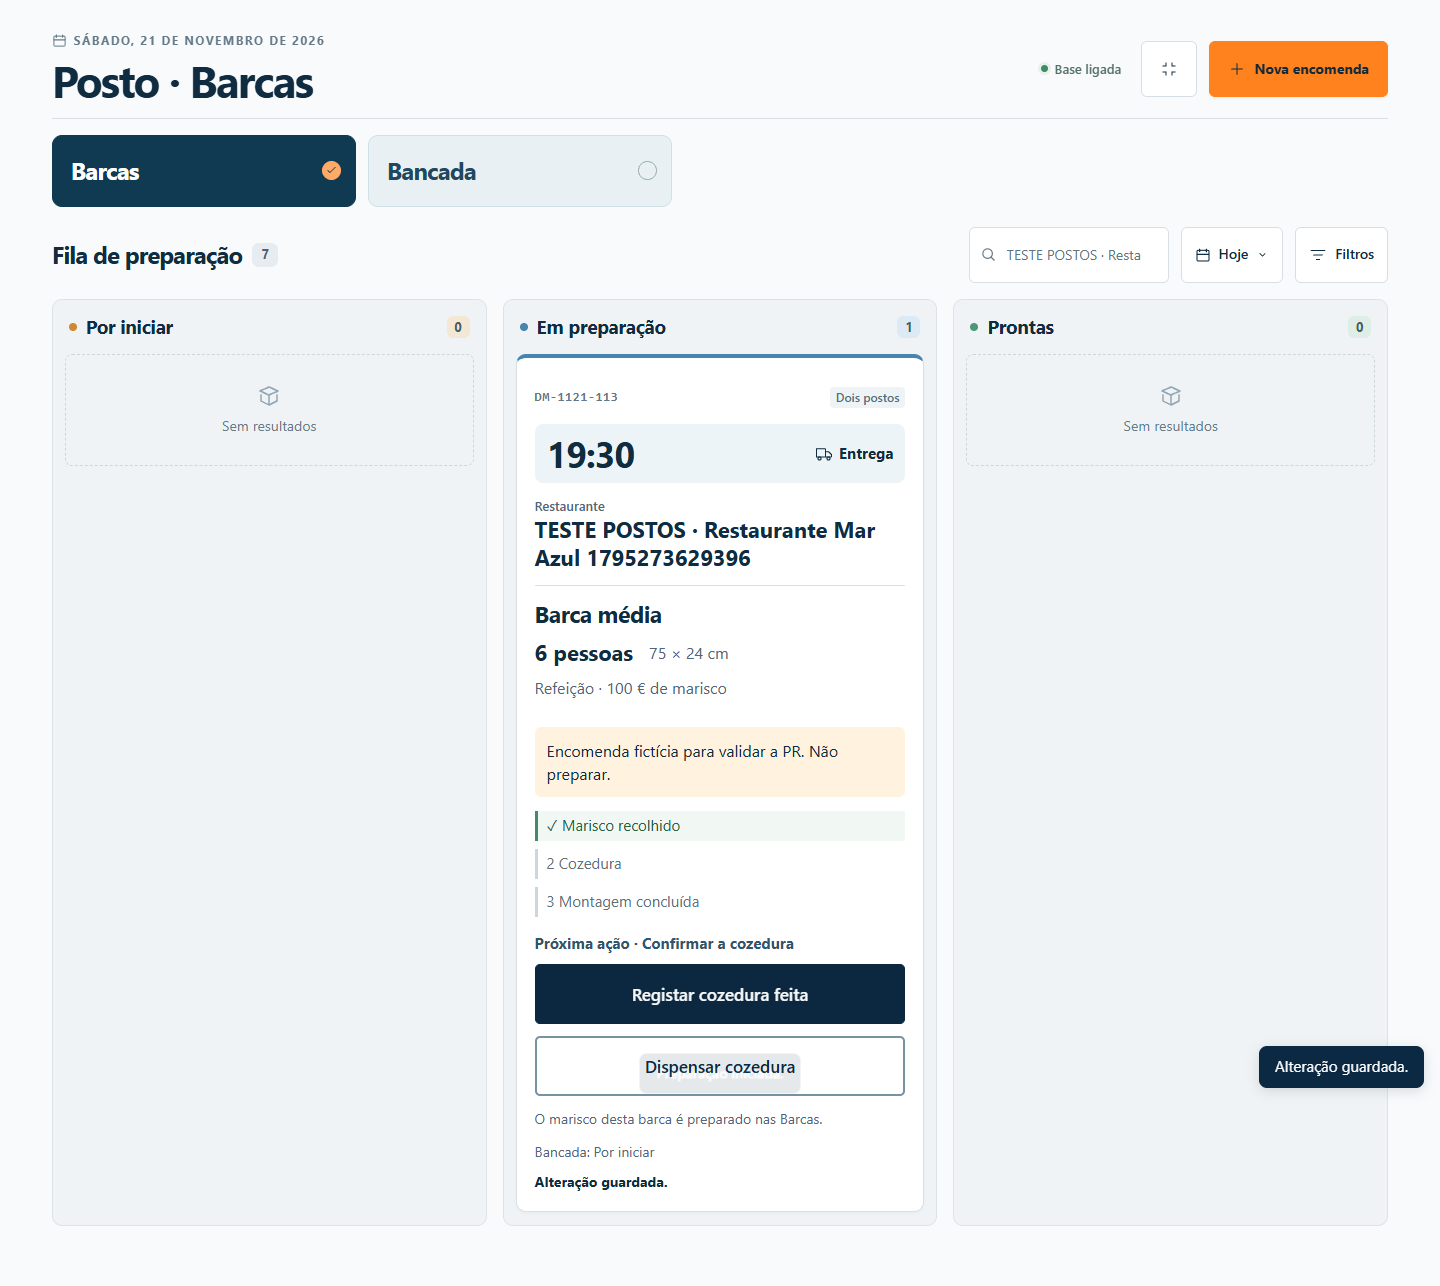 SÁBADO, 21 DE NOVEMBRO DE 2026
Posto · Barcas
Base ligada
Nova encomenda
Barcas
Bancada
Fila de preparação 7
TESTE POSTOS · Resta
Hoje
Filtros
Por iniciar 0
Sem resultados
Em preparação 1
DM-1121-113
Dois postos
19:30
Entrega
Restaurante
TESTE POSTOS · Restaurante Mar
Azul 1795273629396
Barca média
6 pessoas 75 × 24 cm
Refeição · 100 € de marisco
Encomenda fictícia para validar a PR. Não
preparar.
✓ Marisco recolhido
2 Cozedura
3 Montagem concluída
Próxima ação · Confirmar a cozedura
Registar cozedura feita
Dispensar cozedura
O marisco desta barca é preparado nas Barcas.
Bancada: Por iniciar
Alteração guardada.
Prontas 0
Sem resultados
Alteração guardada.